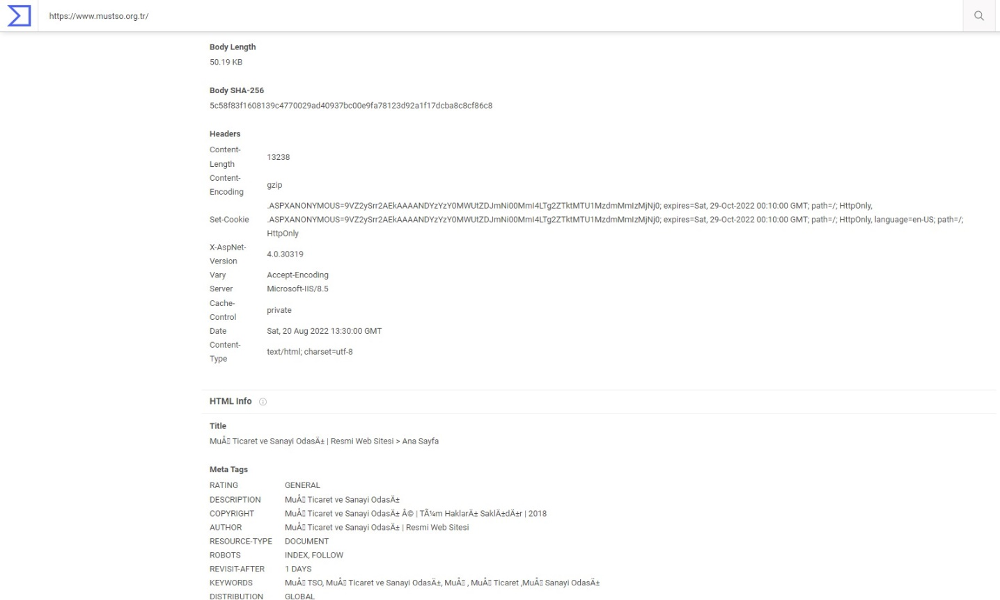 https://www.mustso.org.tr/
Body Length
50.19 KB
Body SHA-256
5c58f83f1608139c4770029ad40937bc00e9fa78123d92a1f17dcba8c8cf86c8
Headers
Content-
Length
13238
Content-
Encoding
gzip
Set-Cookie
.ASPXANONYMOUS=9VZ2ySrr2AEkAAAANDYzYzY0MWUtZDJmNi00MmI4LTg2ZTktMTU1MzdmMmIzMjNj0; expires=Sat, 29-Oct-2022 00:10:00 GMT; path=/; HttpOnly,
.ASPXANONYMOUS=9VZ2ySrr2AEkAAAANDYzYzY0MWUtZDJmNi00MmI4LTg2ZTktMTU1MzdmMmIzMjNj0; expires=Sat, 29-Oct-2022 00:10:00 GMT; path=/; HttpOnly, language=en-US; path=/;
HttpOnly
X-AspNet-
Version
4.0.30319
Vary Accept-Encoding
Server Microsoft-IIS/8.5
Cache-
Control
private
Date Sat, 20 Aug 2022 13:30:00 GMT
Content-
Type
text/html; charset=utf-8
HTML Info
Title
MuÅ Ticaret ve Sanayi OdasÄ± | Resmi Web Sitesi > Ana Sayfa
Meta Tags
RATING GENERAL
DESCRIPTION MuÅ Ticaret ve Sanayi OdasÄ±
COPYRIGHT MuÅ Ticaret ve Sanayi OdasÄ± Â© | TÃ¼m HaklarÄ± SaklÄ±dÄ±r | 2018
AUTHOR MuÅ Ticaret ve Sanayi OdasÄ± | Resmi Web Sitesi
RESOURCE-TYPE DOCUMENT
ROBOTS INDEX, FOLLOW
REVISIT-AFTER 1 DAYS
KEYWORDS MuÅ TSO, MuÅ Ticaret ve Sanayi OdasÄ±, MuÅ , MuÅ Ticaret ,MuÅ Sanayi OdasÄ±
DISTRIBUTION GLOBAL